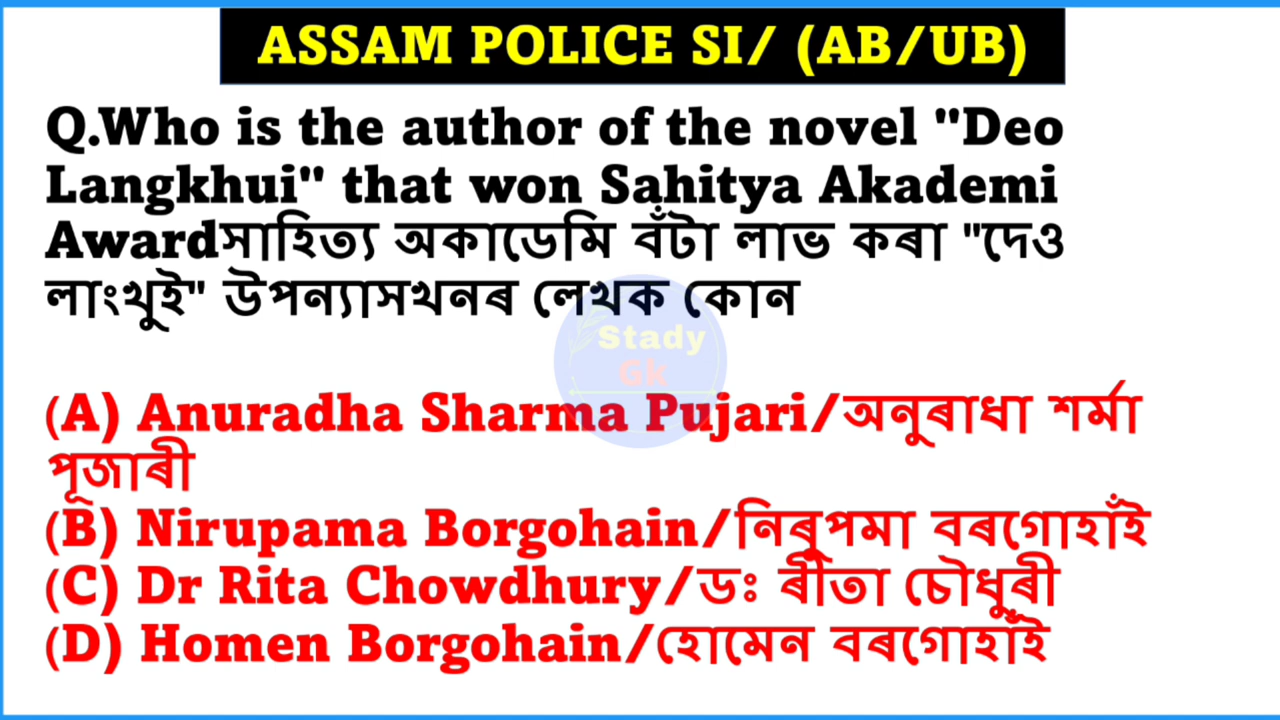 ASSAM POLICE SI/ (AB/UB)
Q.Who is the author of the novel "Deo
Langkhui" that won Sahitya Akademi
Awardসাহিত্য অকাডেমি বঁটা লাভ কৰা "দেও
লাংখুই" উপন্যাসখনৰ লেখক কোন
Stady
Gk
(A) Anuradha Sharma Pujari/অনুৰাধা শৰ্মা
পূজাৰী
(B) Nirupama Borgohain/নিৰুপমা বৰগোহাঁই
(C) Dr Rita Chowdhury/ডঃ ৰীতা চৌধুৰী
(D) Homen Borgohain/হোমেন বৰগোহাঁই